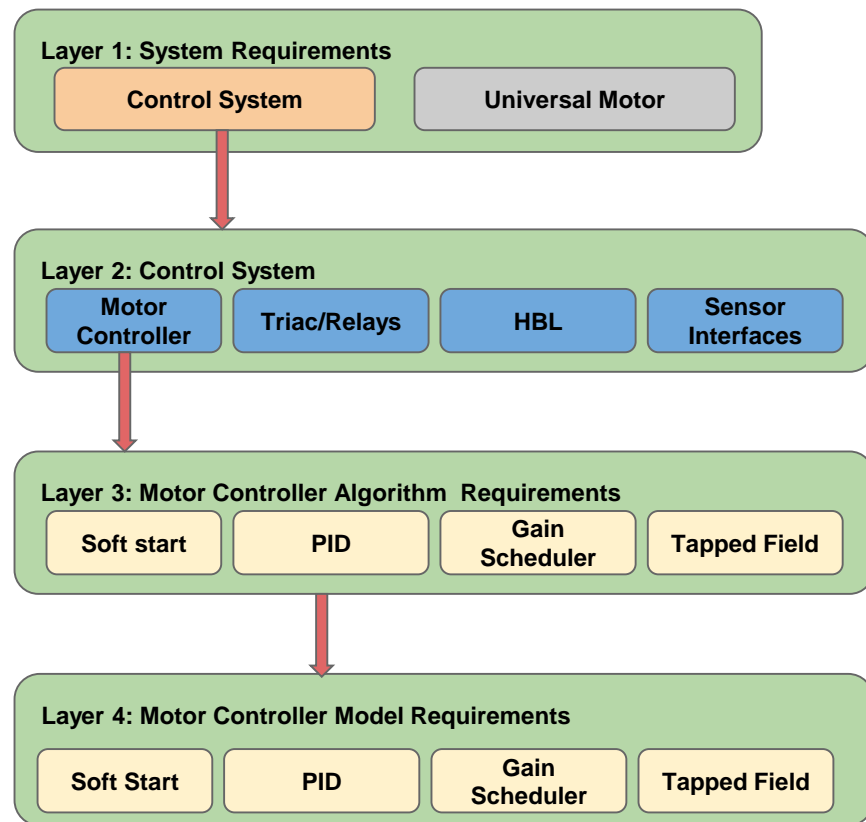 Layer 1: System Requirements
Control System
Universal Motor
Layer 2: Control System
Motor
Controller
Triac/Relays
HBL
Sensor
Interfaces
Layer 3: Motor Controller Algorithm  Requirements
Soft start
PID
Gain
Scheduler
Tapped Field
Layer 4: Motor Controller Model Requirements
Soft Start
PID
Gain
Scheduler
Tapped Field